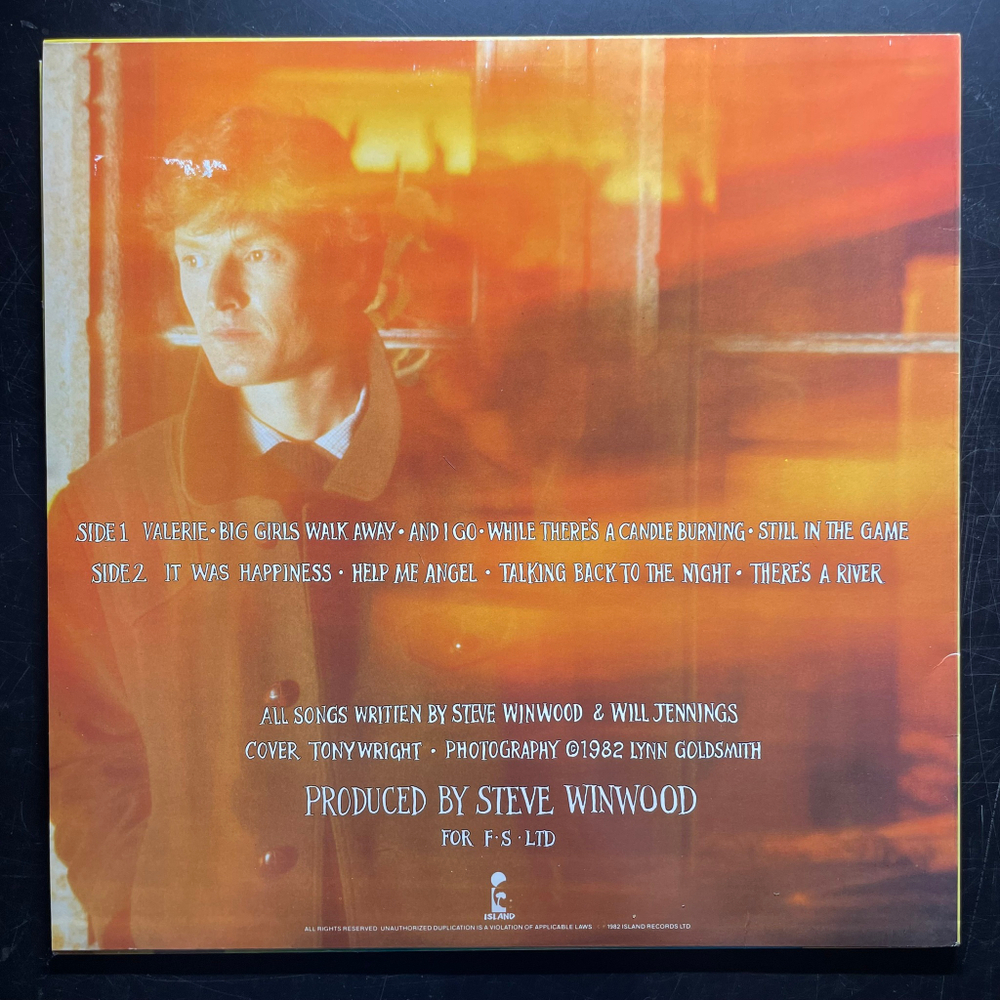 SIDE 1 VALERIE • BIG GIRLS WALK AWAY • AND I GO • WHILE THERE'S A CANDLE BURNING • STILL IN THE GAME
SIDE 2 IT WAS HAPPINESS • HELP ME ANGEL • TALKING BACK TO THE NIGHT • THERE'S A RIVER
ALL SONGS WRITTEN BY STEVE WINWOOD & WILL JENNINGS
COVER TONY WRIGHT • PHOTOGRAPHY ©1982 LYNN GOLDSMITH
PRODUCED BY STEVE WINWOOD
FOR F·S·LTD
ISLAND
ALL RIGHTS RESERVED UNAUTHORIZED DUPLICATION IS A VIOLATION OF APPLICABLE LAWS 1982 ISLAND RECORDS LTD